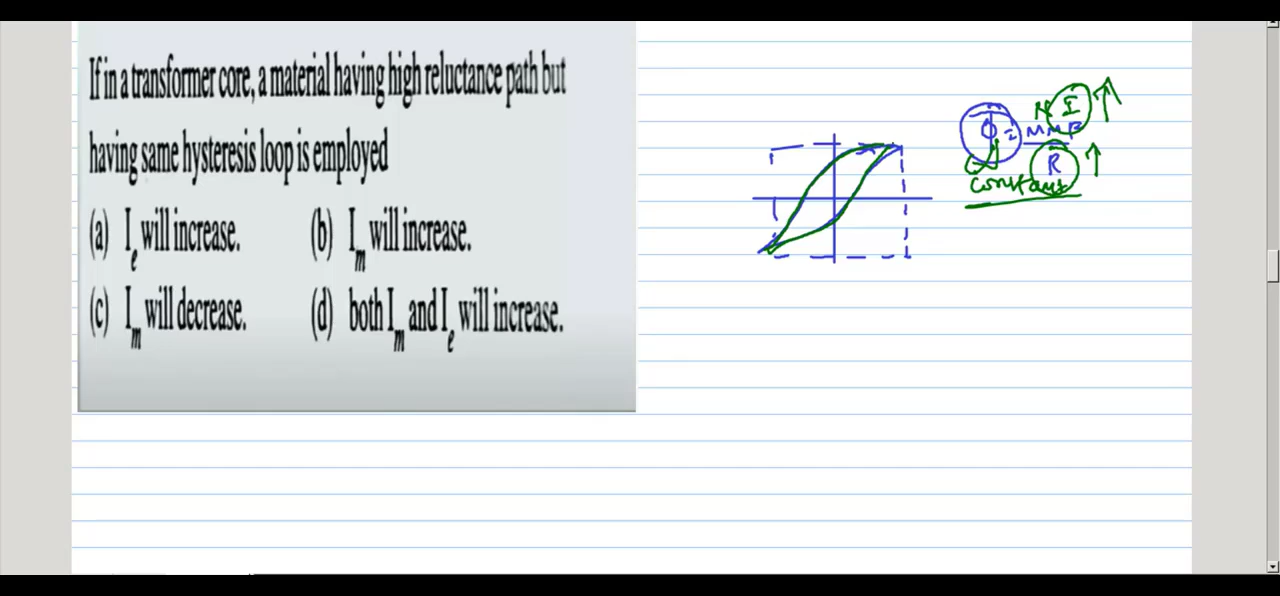 If in a transformer core, a material having high reluctance path but
having same hysteresis loop is employed
(a) Ie will increase. (b) Im will increase.
(c) Im will decrease. (d) both Im and Ie will increase.
N I ↑
Φ = MMF
R ↑
constant